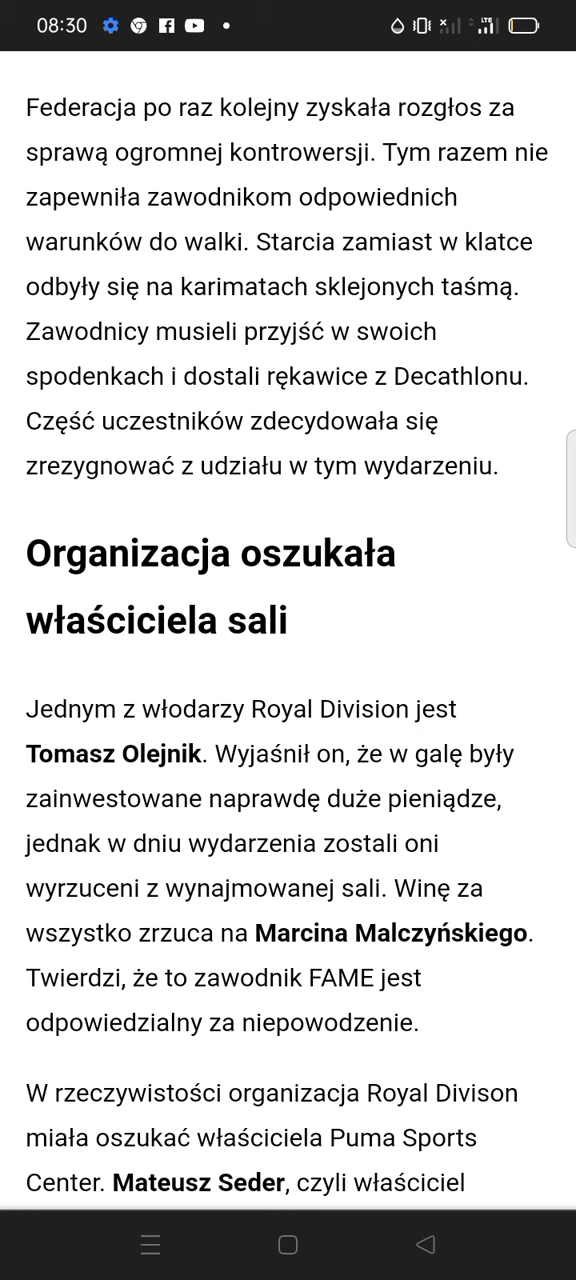 08:30
LTE
Federacja po raz kolejny zyskała rozgłos za
sprawą ogromnej kontrowersji. Tym razem nie
zapewniła zawodnikom odpowiednich
warunków do walki. Starcia zamiast w klatce
odbyły się na karimatach sklejonych taśmą.
Zawodnicy musieli przyjść w swoich
spodenkach i dostali rękawice z Decathlonu.
Część uczestników zdecydowała się
zrezygnować z udziału w tym wydarzeniu.
Organizacja oszukała
właściciela sali
Jednym z włodarzy Royal Division jest
Tomasz Olejnik. Wyjaśnił on, że w galę były
zainwestowane naprawdę duże pieniądze,
jednak w dniu wydarzenia zostali oni
wyrzuceni z wynajmowanej sali. Winę za
wszystko zrzuca na Marcina Malczyńskiego.
Twierdzi, że to zawodnik FAME jest
odpowiedzialny za niepowodzenie.
W rzeczywistości organizacja Royal Divison
miała oszukać właściciela Puma Sports
Center. Mateusz Seder, czyli właściciel